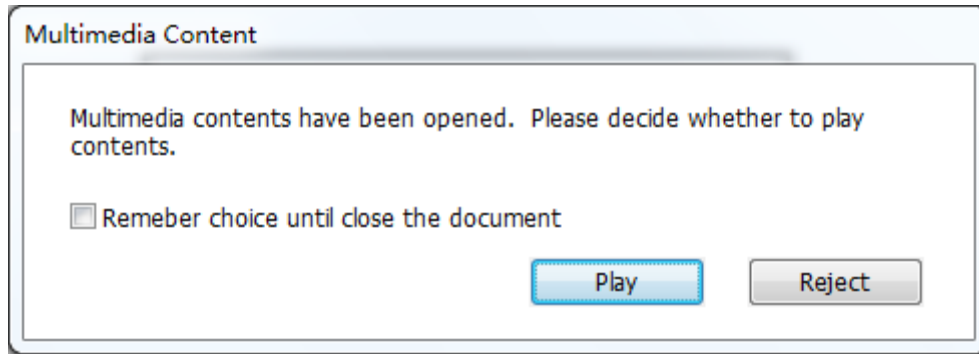 Multimedia Content
Multimedia contents have been opened.  Please decide whether to play
contents.
Remeber choice until close the document
Play
Reject